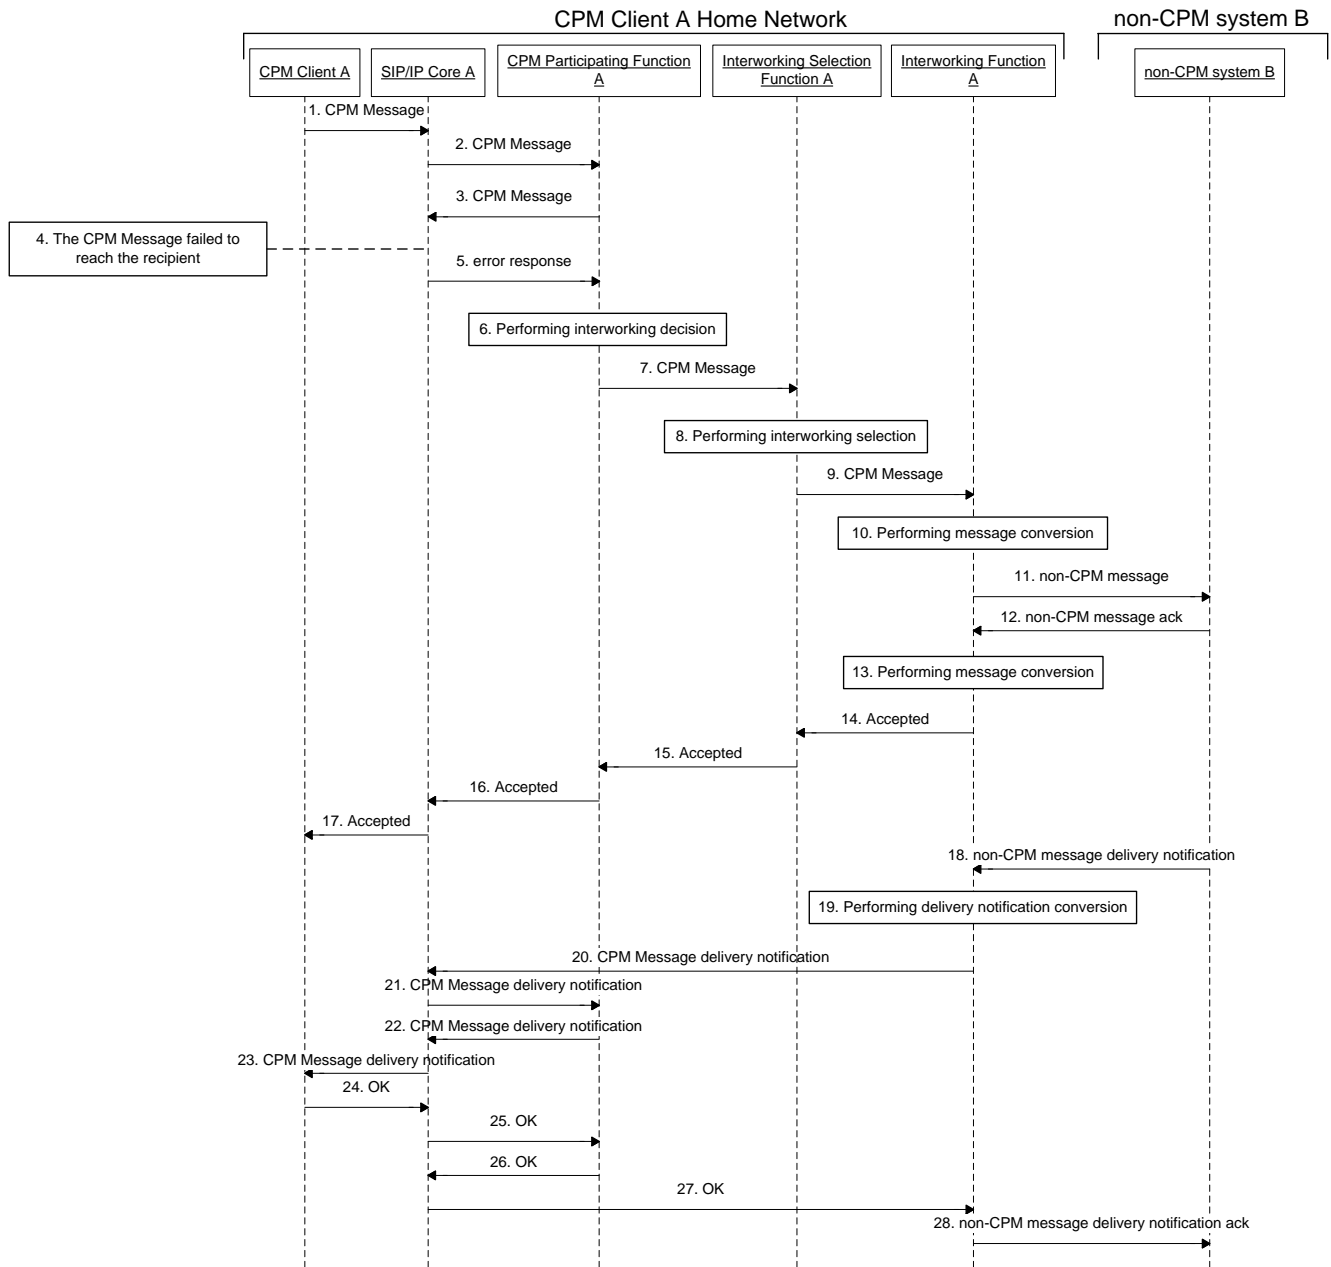 CPM Client A Home Network
non-CPM system B
CPM Client A
SIP/IP Core A
CPM Participating Function
A
Interworking Selection
Function A
Interworking Function
A
non-CPM system B
1. CPM Message
2. CPM Message
3. CPM Message
4. The CPM Message failed to
reach the recipient
5. error response
6. Performing interworking decision
7. CPM Message
8. Performing interworking selection
9. CPM Message
10. Performing message conversion
11. non-CPM message
12. non-CPM message ack
13. Performing message conversion
14. Accepted
15. Accepted
16. Accepted
17. Accepted
18. non-CPM message delivery notification
19. Performing delivery notification conversion
20. CPM Message delivery notification
21. CPM Message delivery notification
22. CPM Message delivery notification
23. CPM Message delivery notification
24. OK
25. OK
26. OK
27. OK
28. non-CPM message delivery notification ack